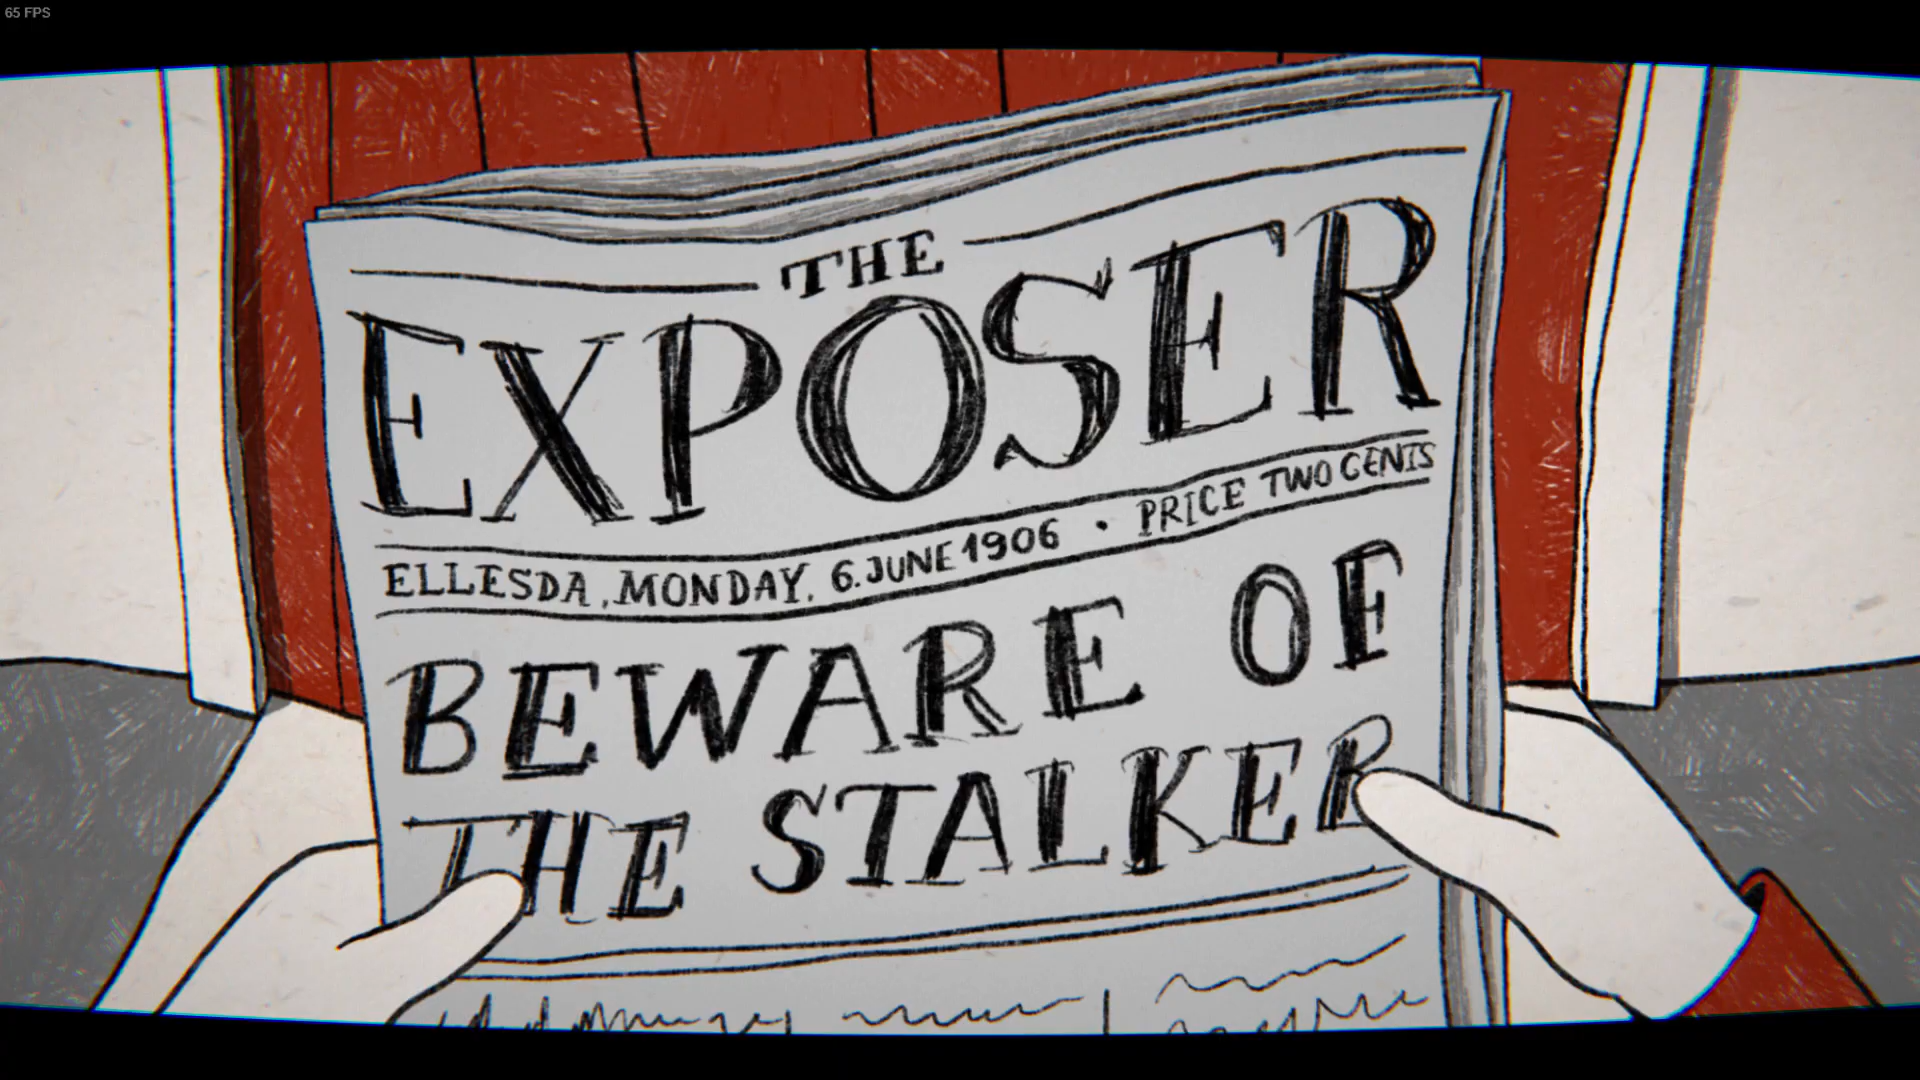 65 FPS
THE
EXPOSER
ELLESDA, MONDAY, 6. JUNE 1906 • PRICE TWO CENTS
BEWARE OF
THE STALKER